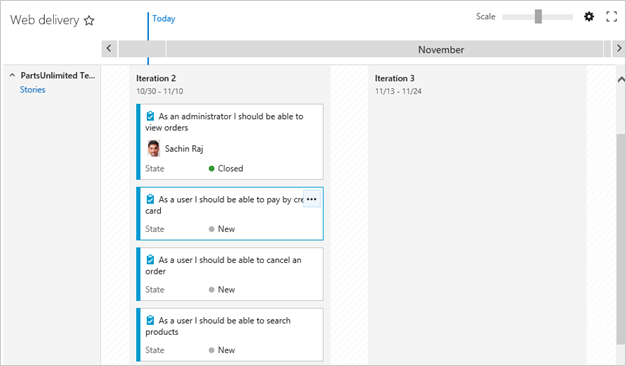 Web delivery
Today
Scale
November
PartsUnlimited Te...
Stories
Iteration 2
10/30 - 11/10
Iteration 3
11/13 - 11/24
As an administrator I should be able to
view orders
Sachin Raj
State Closed
As a user I should be able to pay by cre
card
State New
As a user I should be able to cancel an
order
State New
As a user I should be able to search
products
State New